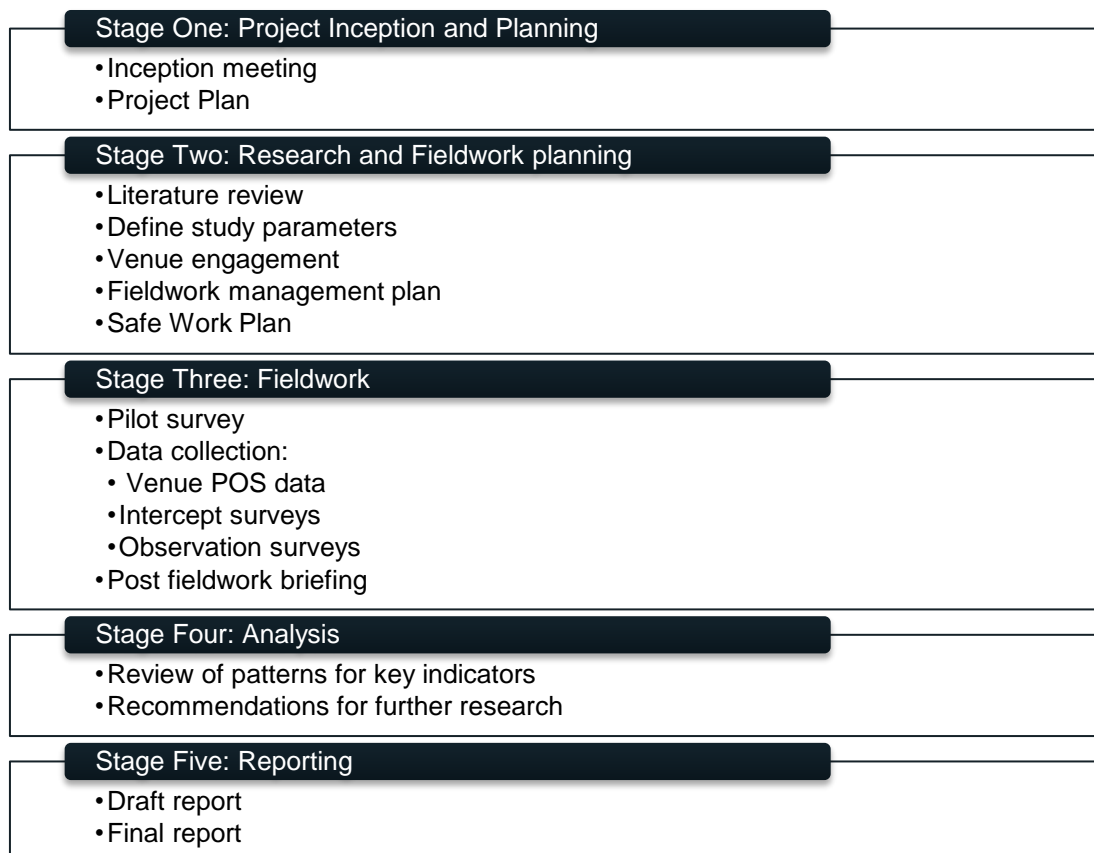 Stage One: Project Inception and Planning
•Inception meeting
•Project Plan
Stage Two: Research and Fieldwork planning
•Literature review
•Define study parameters
•Venue engagement
•Fieldwork management plan
•Safe Work Plan
Stage Three: Fieldwork
•Pilot survey
•Data collection:
• Venue POS data
•Intercept surveys
•Observation surveys
•Post fieldwork briefing
Stage Four: Analysis
•Review of patterns for key indicators
•Recommendations for further research
Stage Five: Reporting
•Draft report
•Final report